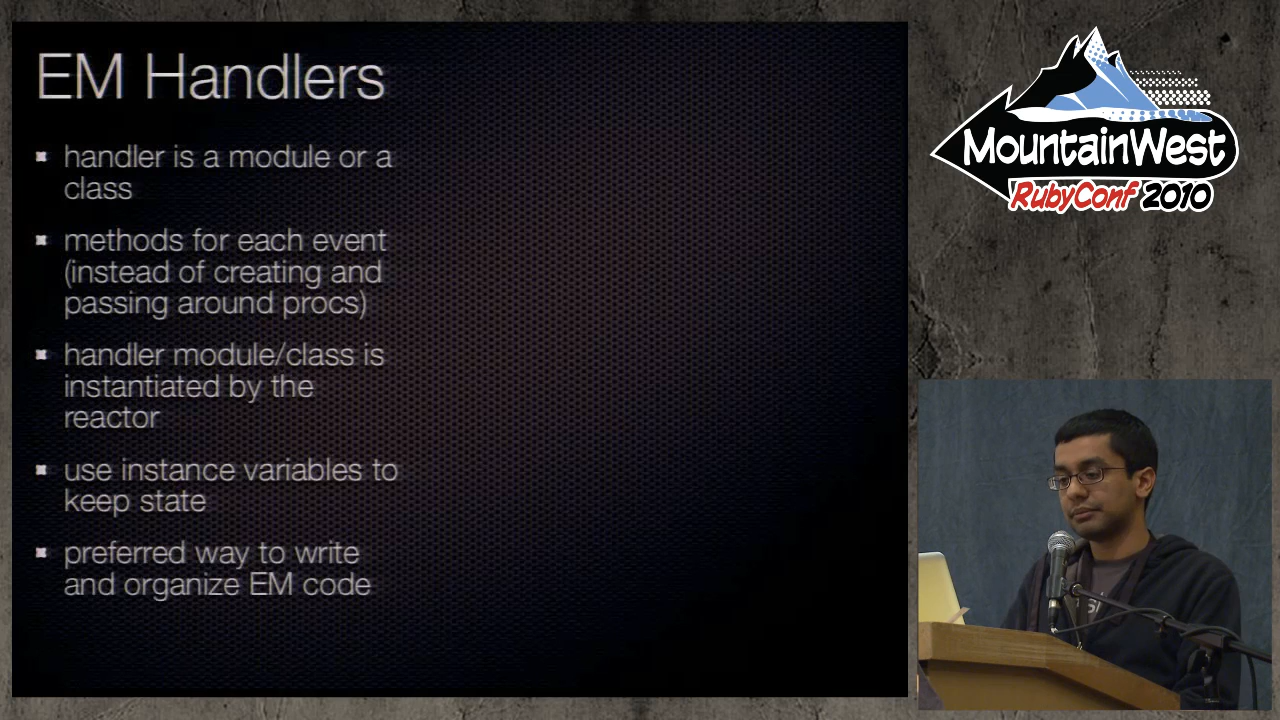 EM Handlers
handler is a module or a
class
methods for each event
(instead of creating and
passing around procs)
handler module/class is
instantiated by the
reactor
use instance variables to
keep state
preferred way to write
and organize EM code
MountainWest
RubyConf 2010